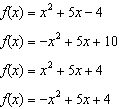 f(x) = x² + 5x − 4
f(x) = −x² + 5x + 10
f(x) = x² + 5x + 4
f(x) = −x² + 5x + 4